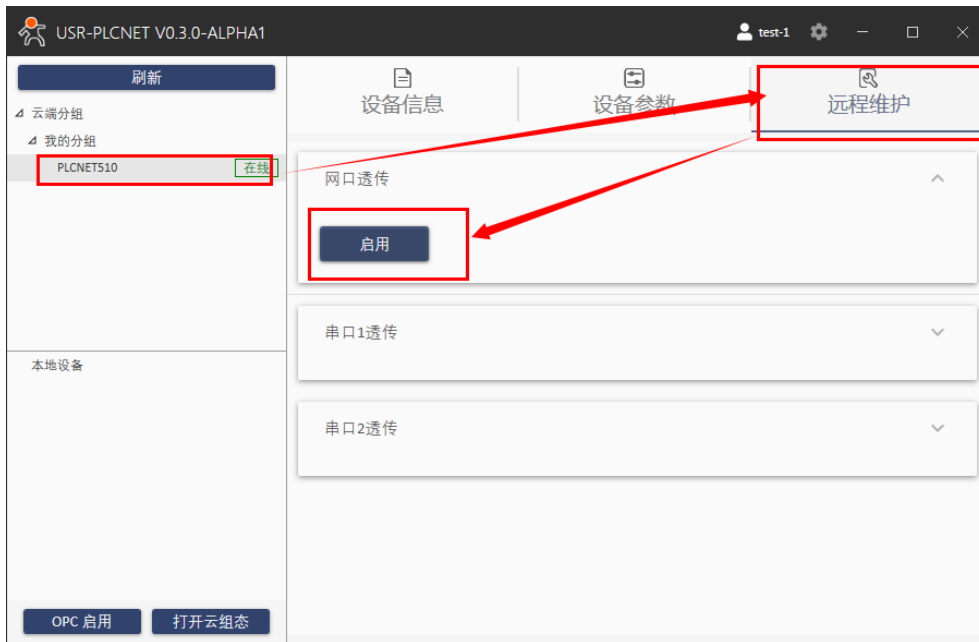 USR-PLCNET V0.3.0-ALPHA1
test-1
刷新
云端分组
我的分组
PLCNET510
在线
本地设备
OPC 启用
打开云组态
设备信息
设备参数
远程维护
网口透传
启用
串口1透传
串口2透传